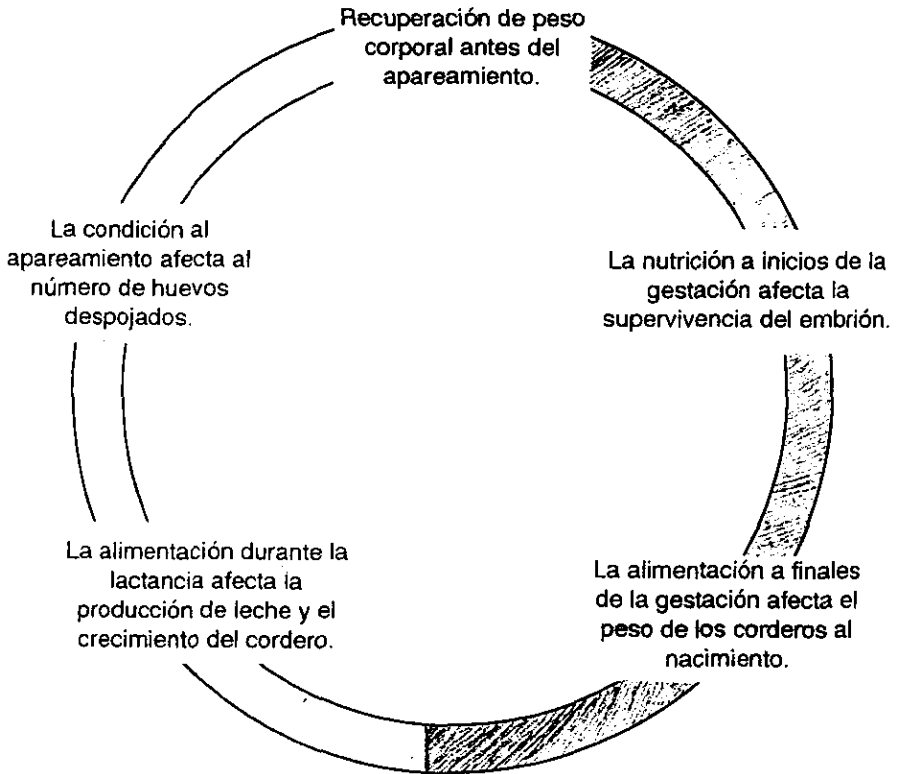 Recuperación de peso
corporal antes del
apareamiento.
La nutrición a inicios de la
gestación afecta la
supervivencia del embrión.
La alimentación a finales
de la gestación afecta el
peso de los corderos al
nacimiento.
La alimentación durante la
lactancia afecta la
producción de leche y el
crecimiento del cordero.
La condición al
apareamiento afecta al
número de huevos
despojados.